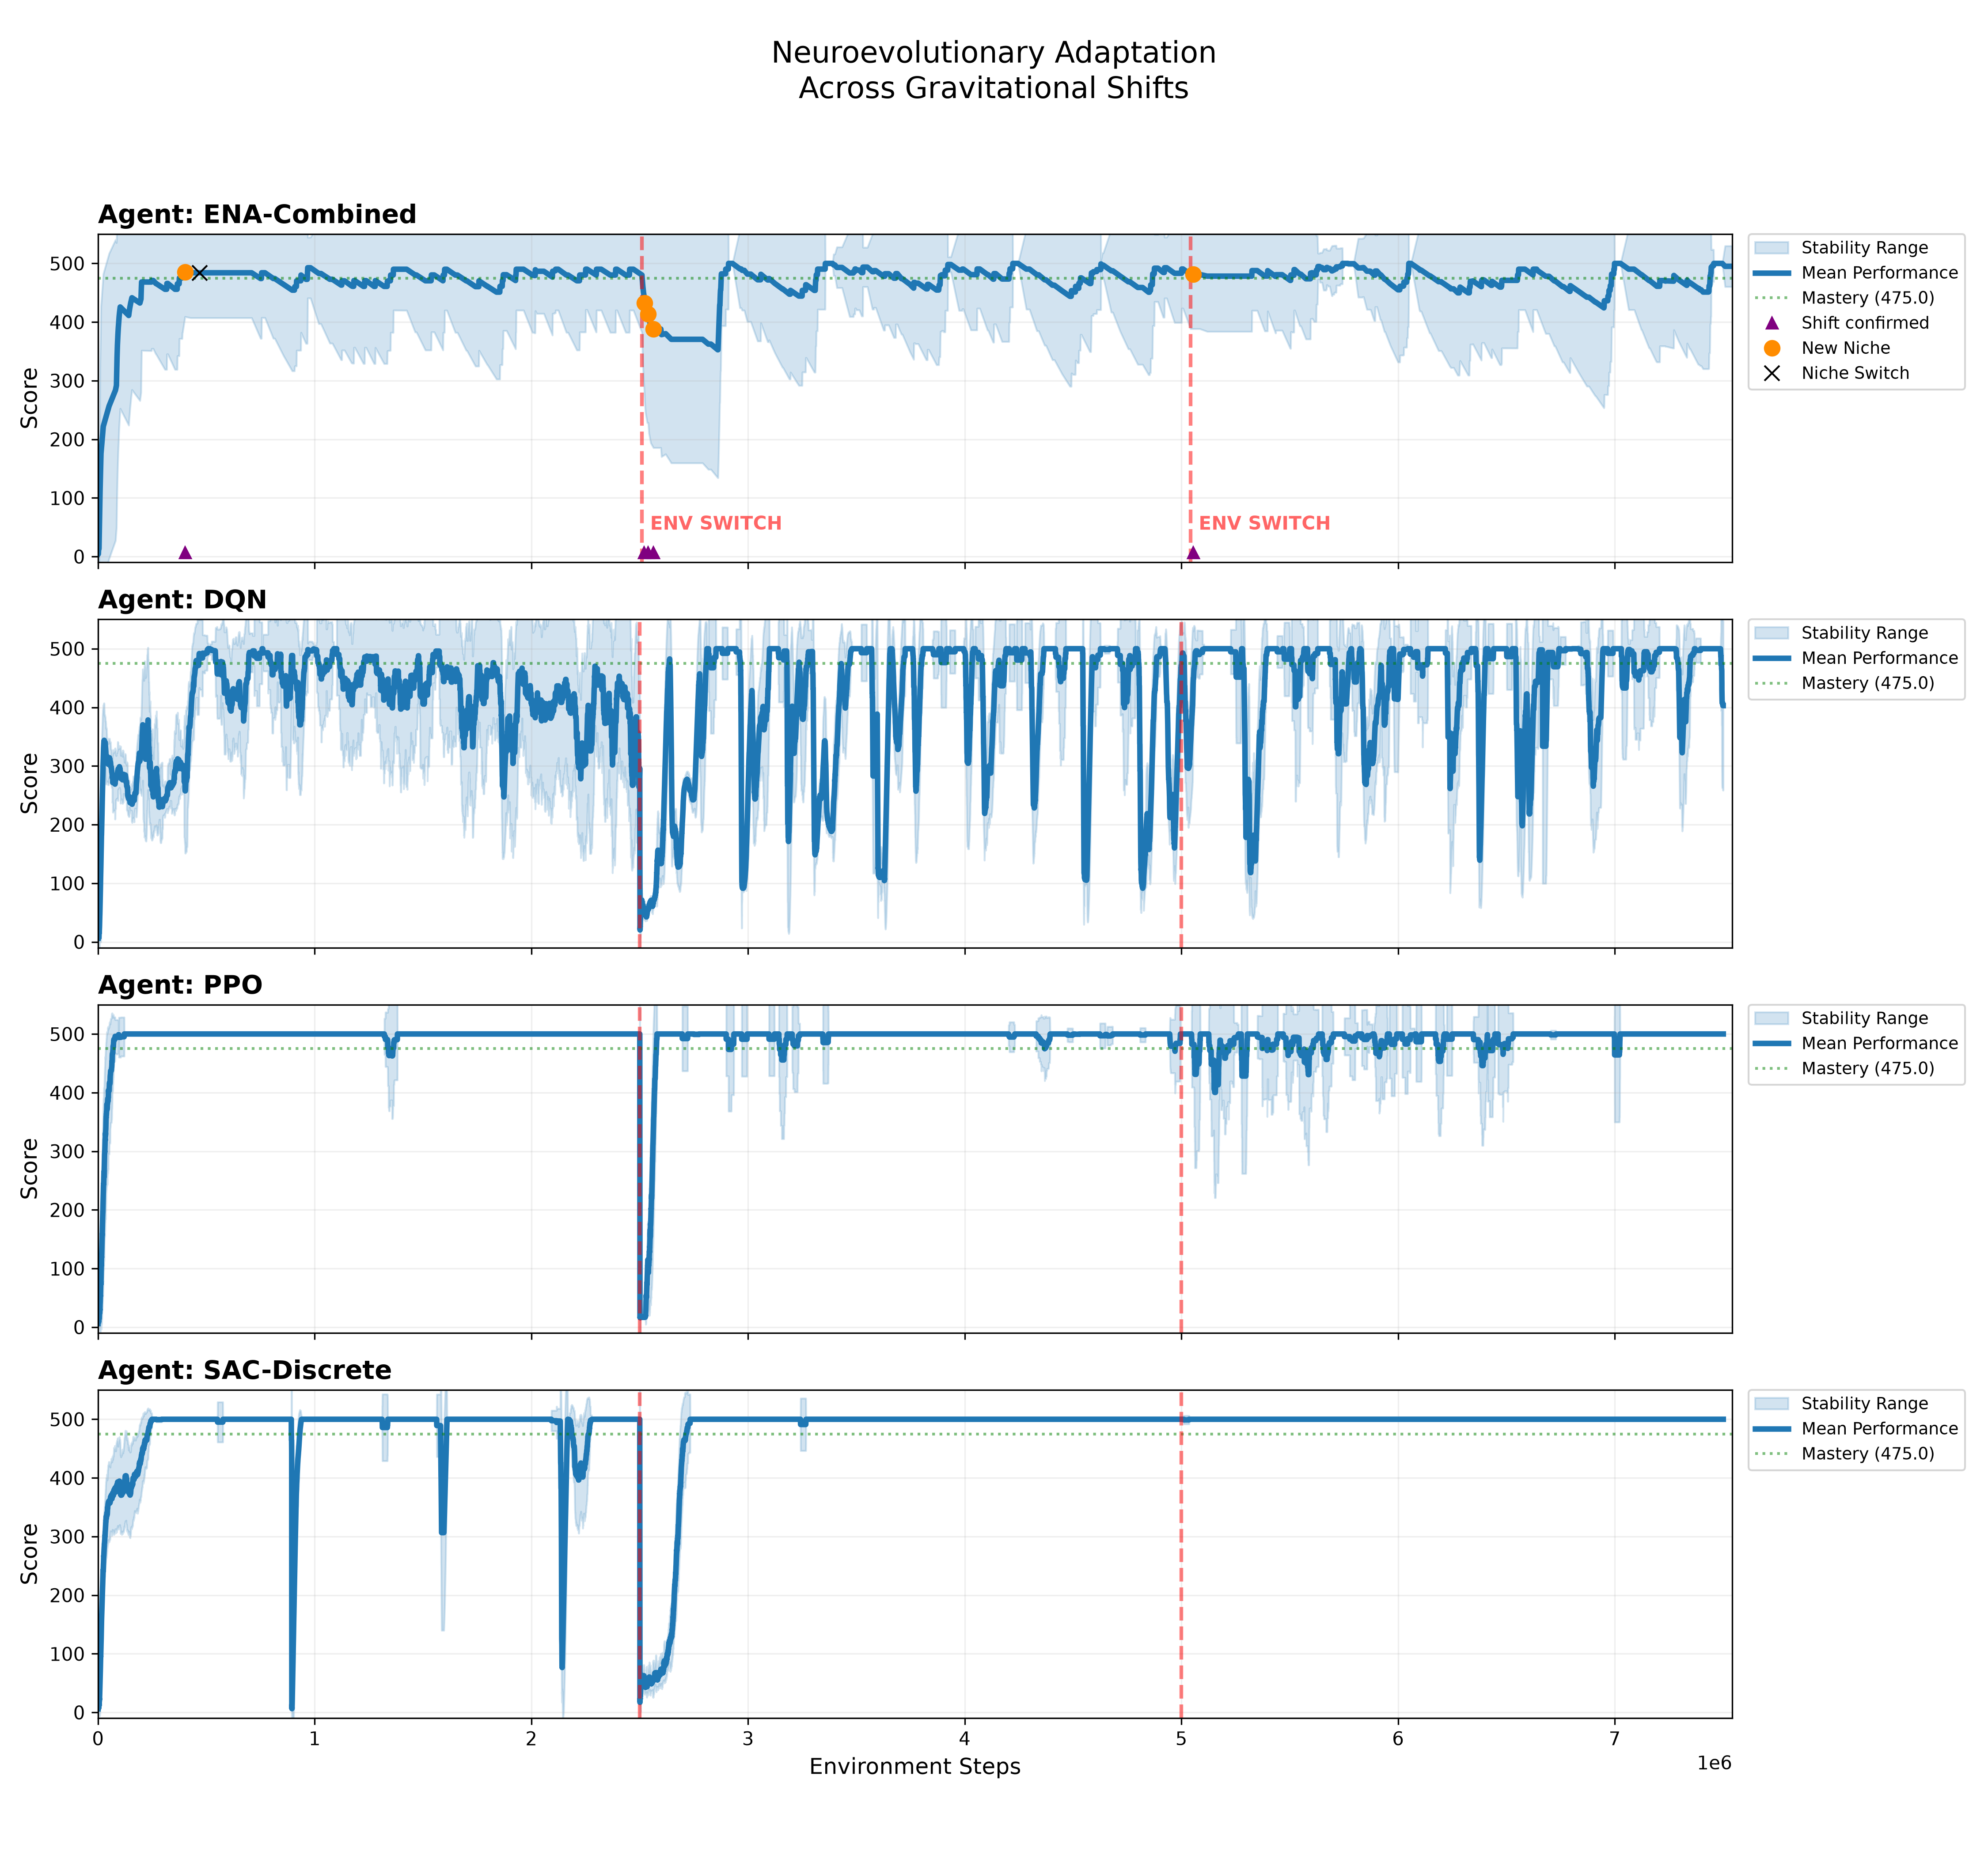 Neuroevolutionary Adaptation
Across Gravitational Shifts
Agent: ENA-Combined
Score
500
400
300
200
100
0
ENV SWITCH
ENV SWITCH
Stability Range
Mean Performance
Mastery (475.0)
Shift confirmed
New Niche
Niche Switch
Agent: DQN
Score
500
400
300
200
100
0
Stability Range
Mean Performance
Mastery (475.0)
Agent: PPO
Score
500
400
300
200
100
0
Stability Range
Mean Performance
Mastery (475.0)
Agent: SAC-Discrete
Score
500
400
300
200
100
0
Stability Range
Mean Performance
Mastery (475.0)
0 1 2 3 4 5 6 7
Environment Steps
1e6